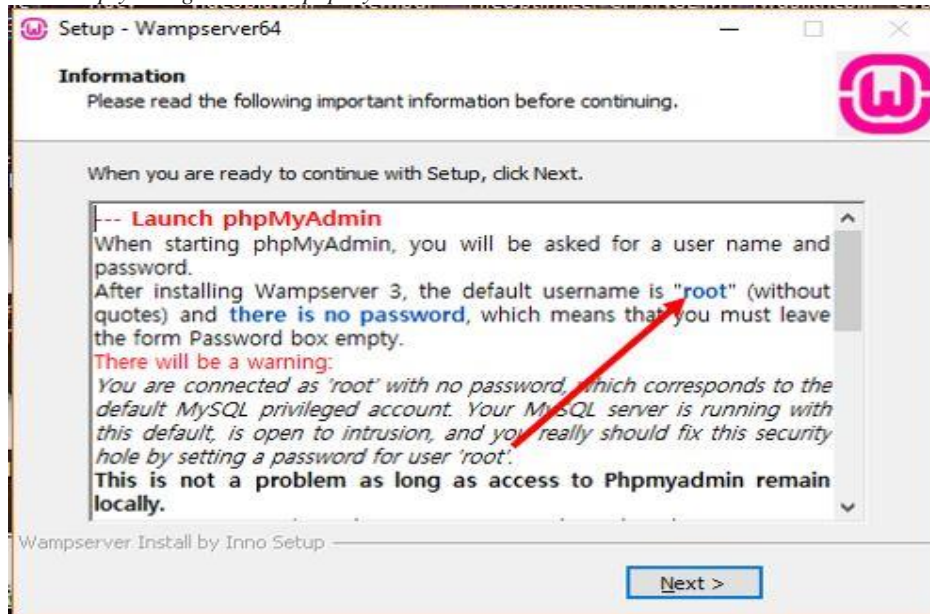 Setup - Wampserver64
Information
Please read the following important information before continuing.
When you are ready to continue with Setup, click Next.
--- Launch phpMyAdmin
When starting phpMyAdmin, you will be asked for a user name and
password.
After installing Wampserver 3, the default username is "root" (without
quotes) and there is no password, which means that you must leave
the form Password box empty.
There will be a warning:
You are connected as 'root' with no password, which corresponds to the
default MySQL privileged account. Your MySQL server is running with
this default, is open to intrusion, and you really should fix this security
hole by setting a password for user 'root'.
This is not a problem as long as access to Phpmyadmin remain
locally.
Wampserver Install by Inno Setup
Next >